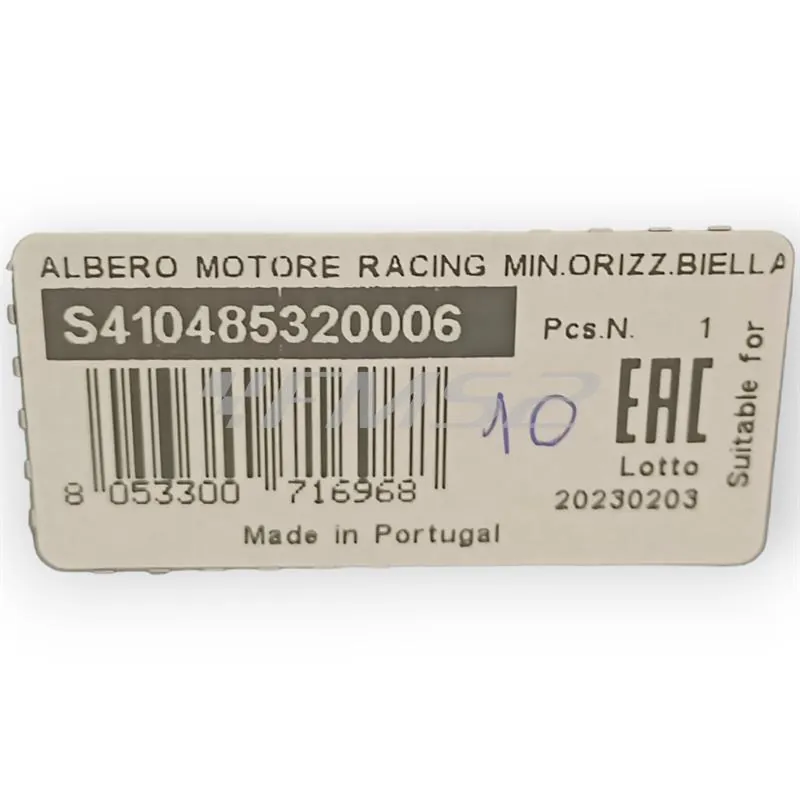 ALBERO MOTORE RACING MIN.ORIZZ.BIELLA
S410485320006
Pcs.N. 1
10
EAC
Suitable for
8 053300 716968
Lotto
20230203
Made in Portugal